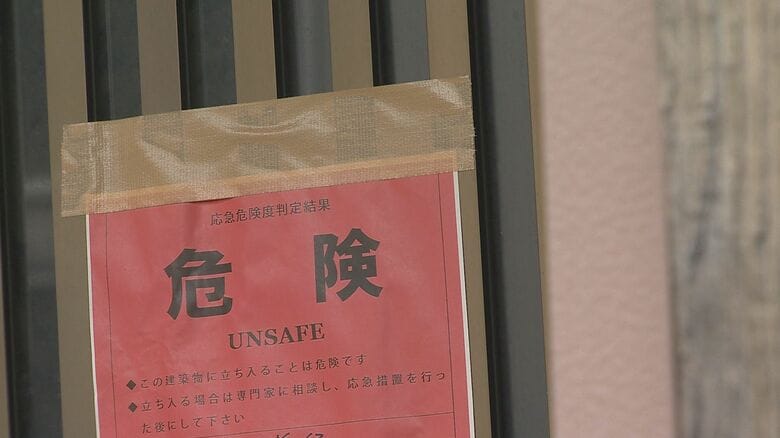 応急危険度判定結果
危 険
UNSAFE
◆この建築物に立ち入ることは危険です
◆立ち入る場合は専門家に相談し、応急措置を行っ
た後にして下さい